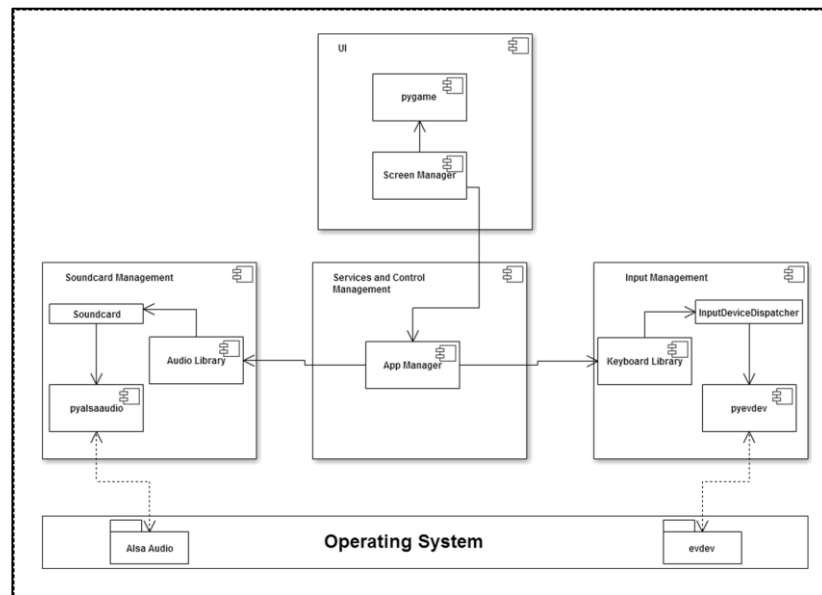 UI
pygame
Screen Manager
Soundcard Management
Soundcard
Audio Library
pyalsaaudio
Services and Control
Management
App Manager
Input Management
InputDeviceDispatcher
Keyboard Library
pyevdev
Alsa Audio
Operating System
evdev